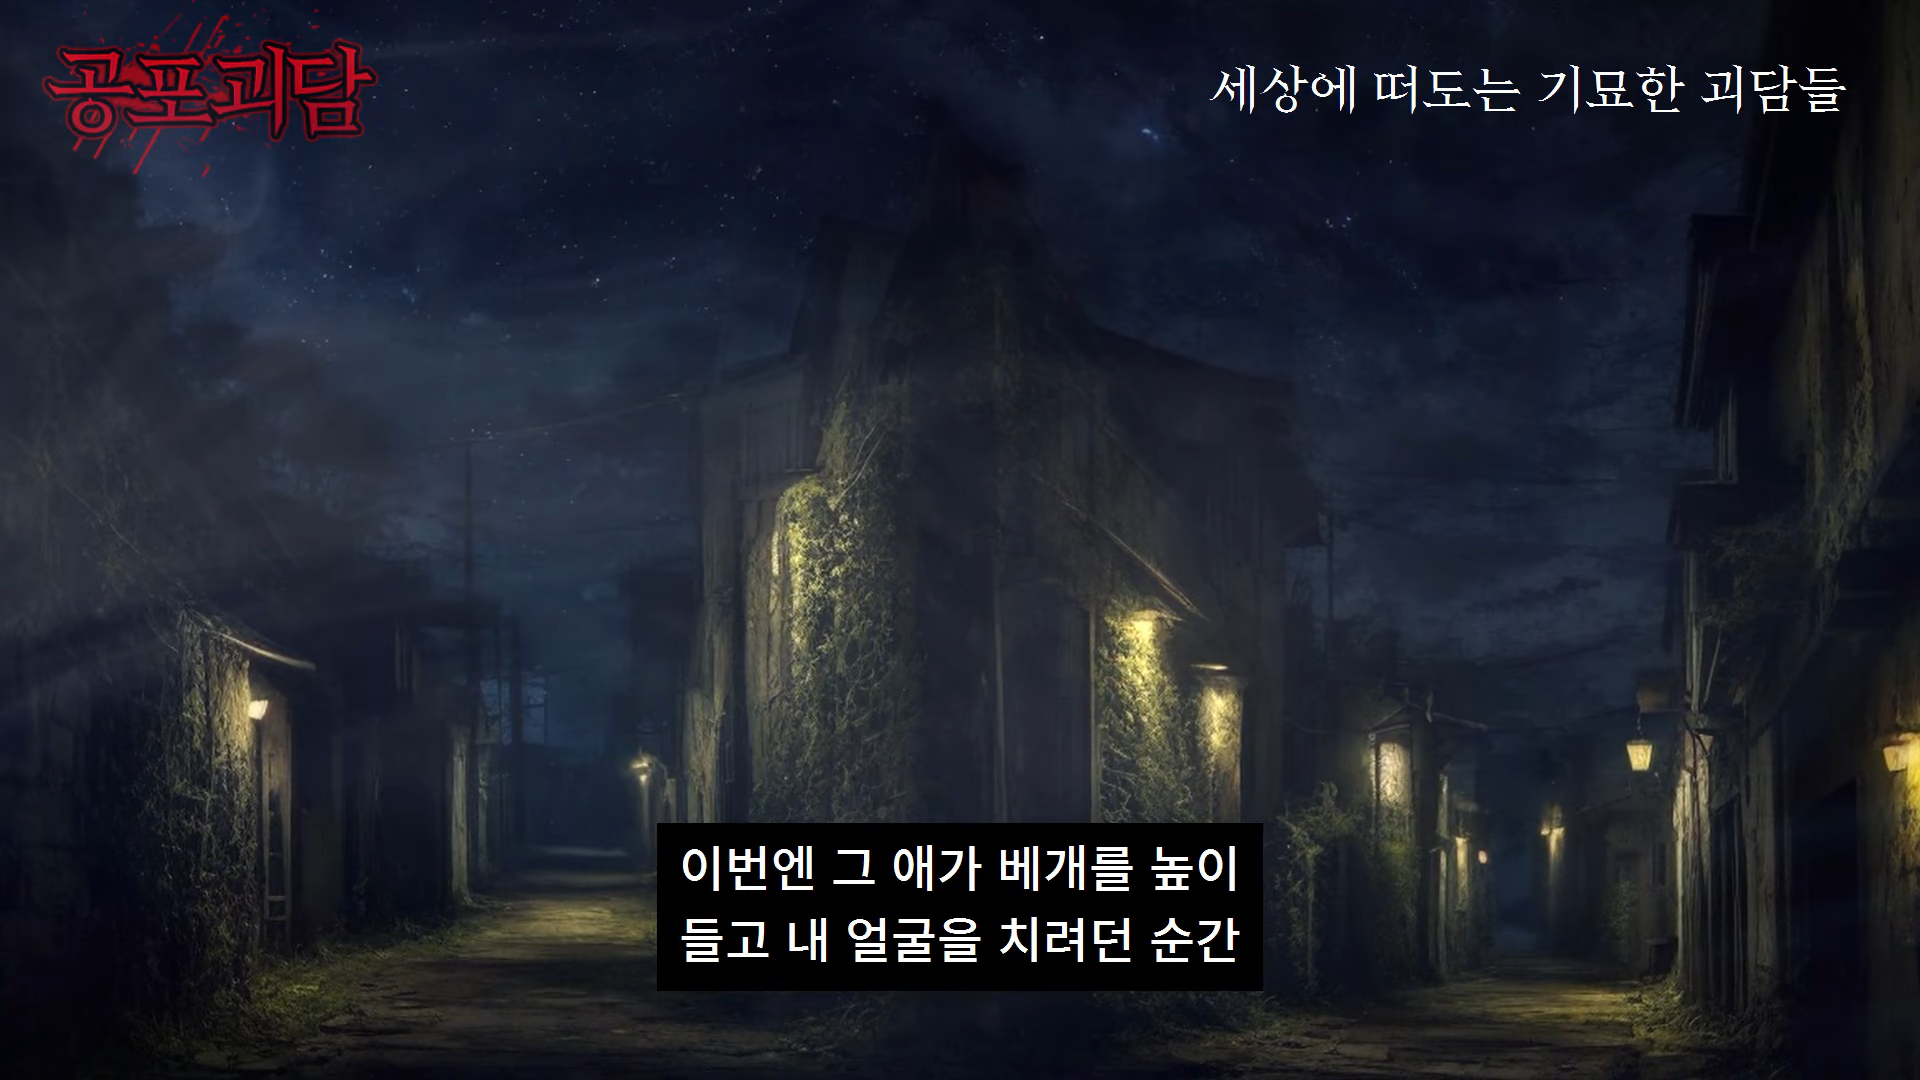 공포괴담
세상에 떠도는 기묘한 괴담들
이번엔 그 애가 베개를 높이
들고 내 얼굴을 치려던 순간